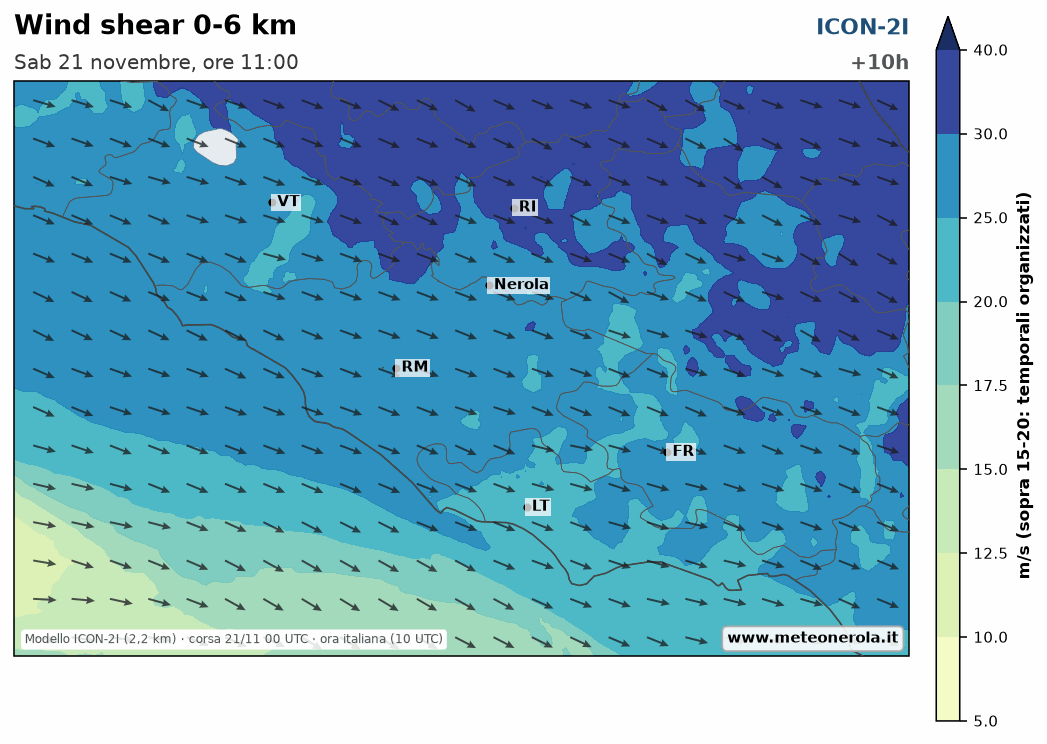 Wind shear 0-6 km
ICON-2I
Sab 21 novembre, ore 11:00
+10h
VT
RI
Nerola
RM
FR
LT
Modello ICON-2I (2,2 km) · corsa 21/11 00 UTC · ora italiana (10 UTC)
www.meteonerola.it
40.0
30.0
25.0
20.0
17.5
15.0
12.5
10.0
5.0
m/s (sopra 15-20: temporali organizzati)